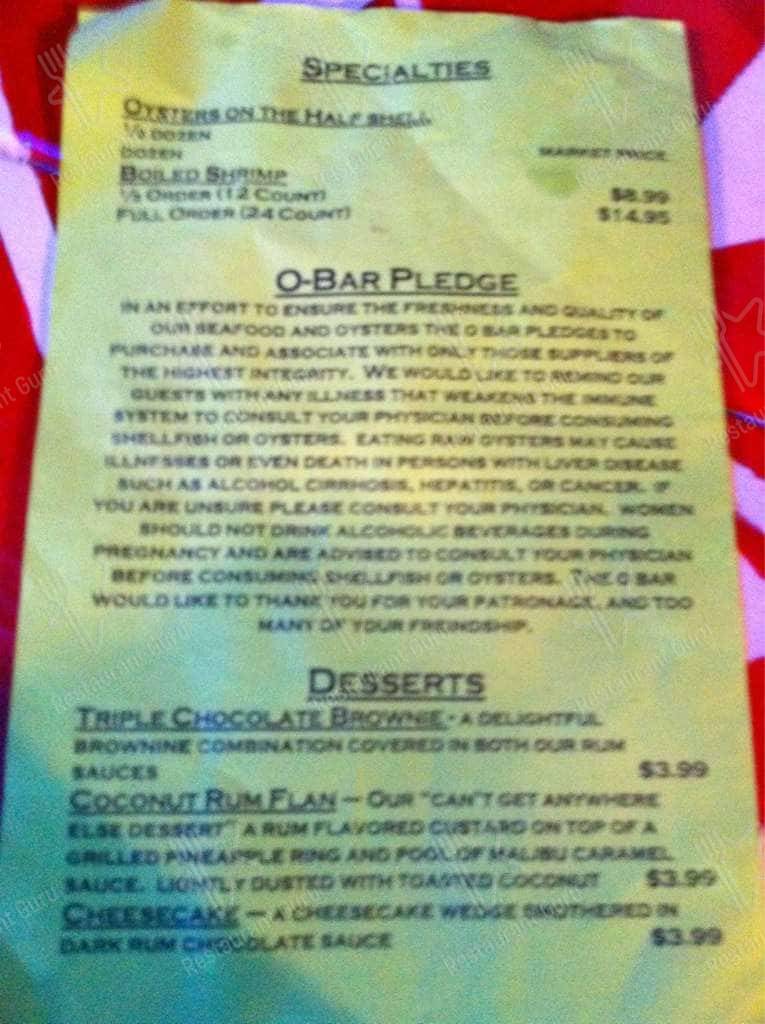 SPECIALTIES
OYSTERS ON THE HALF SHELL
½ DOZEN
DOZEN MARKET PRICE
BOILED SHRIMP
½ ORDER (12 COUNT) $8.99
FULL ORDER (24 COUNT) $14.95
O-BAR PLEDGE
IN AN EFFORT TO ENSURE THE FRESHNESS AND QUALITY OF
OUR SEAFOOD AND OYSTERS THE O BAR PLEDGES TO
PURCHASE AND ASSOCIATE WITH ONLY THOSE SUPPLIERS OF
THE HIGHEST INTEGRITY. WE WOULD LIKE TO REMIND OUR
GUESTS WITH ANY ILLNESS THAT WEAKENS THE IMMUNE
SYSTEM TO CONSULT YOUR PHYSICIAN BEFORE CONSUMING
SHELLFISH OR OYSTERS. EATING RAW OYSTERS MAY CAUSE
ILLNESSES OR EVEN DEATH IN PERSONS WITH LIVER DISEASE
SUCH AS ALCOHOL CIRRHOSIS, HEPATITIS, OR CANCER. IF
YOU ARE UNSURE PLEASE CONSULT YOUR PHYSICIAN. WOMEN
SHOULD NOT DRINK ALCOHOLIC BEVERAGES DURING
PREGNANCY AND ARE ADVISED TO CONSULT YOUR PHYSICIAN
BEFORE CONSUMING SHELLFISH OR OYSTERS. THE O BAR
WOULD LIKE TO THANK YOU FOR YOUR PATRONAGE, AND TOO
MANY OF YOUR FREINDSHIP.
DESSERTS
TRIPLE CHOCOLATE BROWNIE - A DELIGHTFUL
BROWNINE COMBINATION COVERED IN BOTH OUR RUM
SAUCES $3.99
COCONUT RUM FLAN – OUR "CAN'T GET ANYWHERE
ELSE DESSERT" A RUM FLAVORED CUSTARD ON TOP OF A
GRILLED PINEAPPLE RING AND POOL OF MALIBU CARAMEL
SAUCE. LIGHTLY DUSTED WITH TOASTED COCONUT $3.99
CHEESECAKE – A CHEESECAKE WEDGE SMOTHERED IN
DARK RUM CHOCOLATE SAUCE $3.99
Restaurant Guru